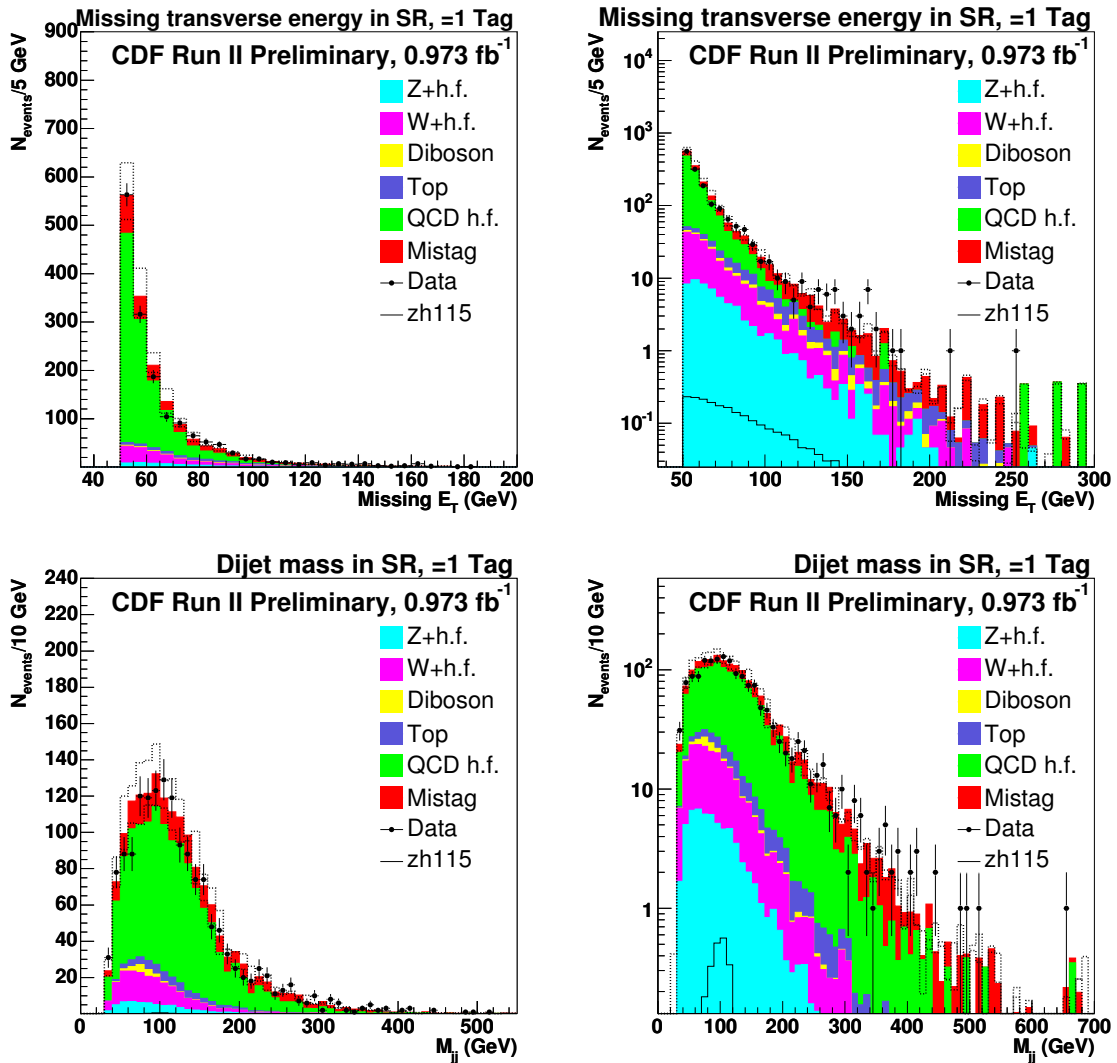 Missing transverse energy in SR, =1 Tag
N_events/5 GeV
900
800
700
600
500
400
300
200
100
CDF Run II Preliminary, 0.973 fb^-1
Z+h.f.
W+h.f.
Diboson
Top
QCD h.f.
Mistag
Data
zh115
40 60 80 100 120 140 160 180 200
Missing E_T (GeV)
Missing transverse energy in SR, =1 Tag
N_events/5 GeV
10^4
10^3
10^2
10
1
10^-1
CDF Run II Preliminary, 0.973 fb^-1
Z+h.f.
W+h.f.
Diboson
Top
QCD h.f.
Mistag
Data
zh115
50 100 150 200 250 300
Missing E_T (GeV)
Dijet mass in SR, =1 Tag
N_events/10 GeV
240
220
200
180
160
140
120
100
80
60
40
20
CDF Run II Preliminary, 0.973 fb^-1
Z+h.f.
W+h.f.
Diboson
Top
QCD h.f.
Mistag
Data
zh115
0 100 200 300 400 500
M_jj (GeV)
Dijet mass in SR, =1 Tag
N_events/10 GeV
10^2
10
1
CDF Run II Preliminary, 0.973 fb^-1
Z+h.f.
W+h.f.
Diboson
Top
QCD h.f.
Mistag
Data
zh115
0 100 200 300 400 500 600 700
M_jj (GeV)